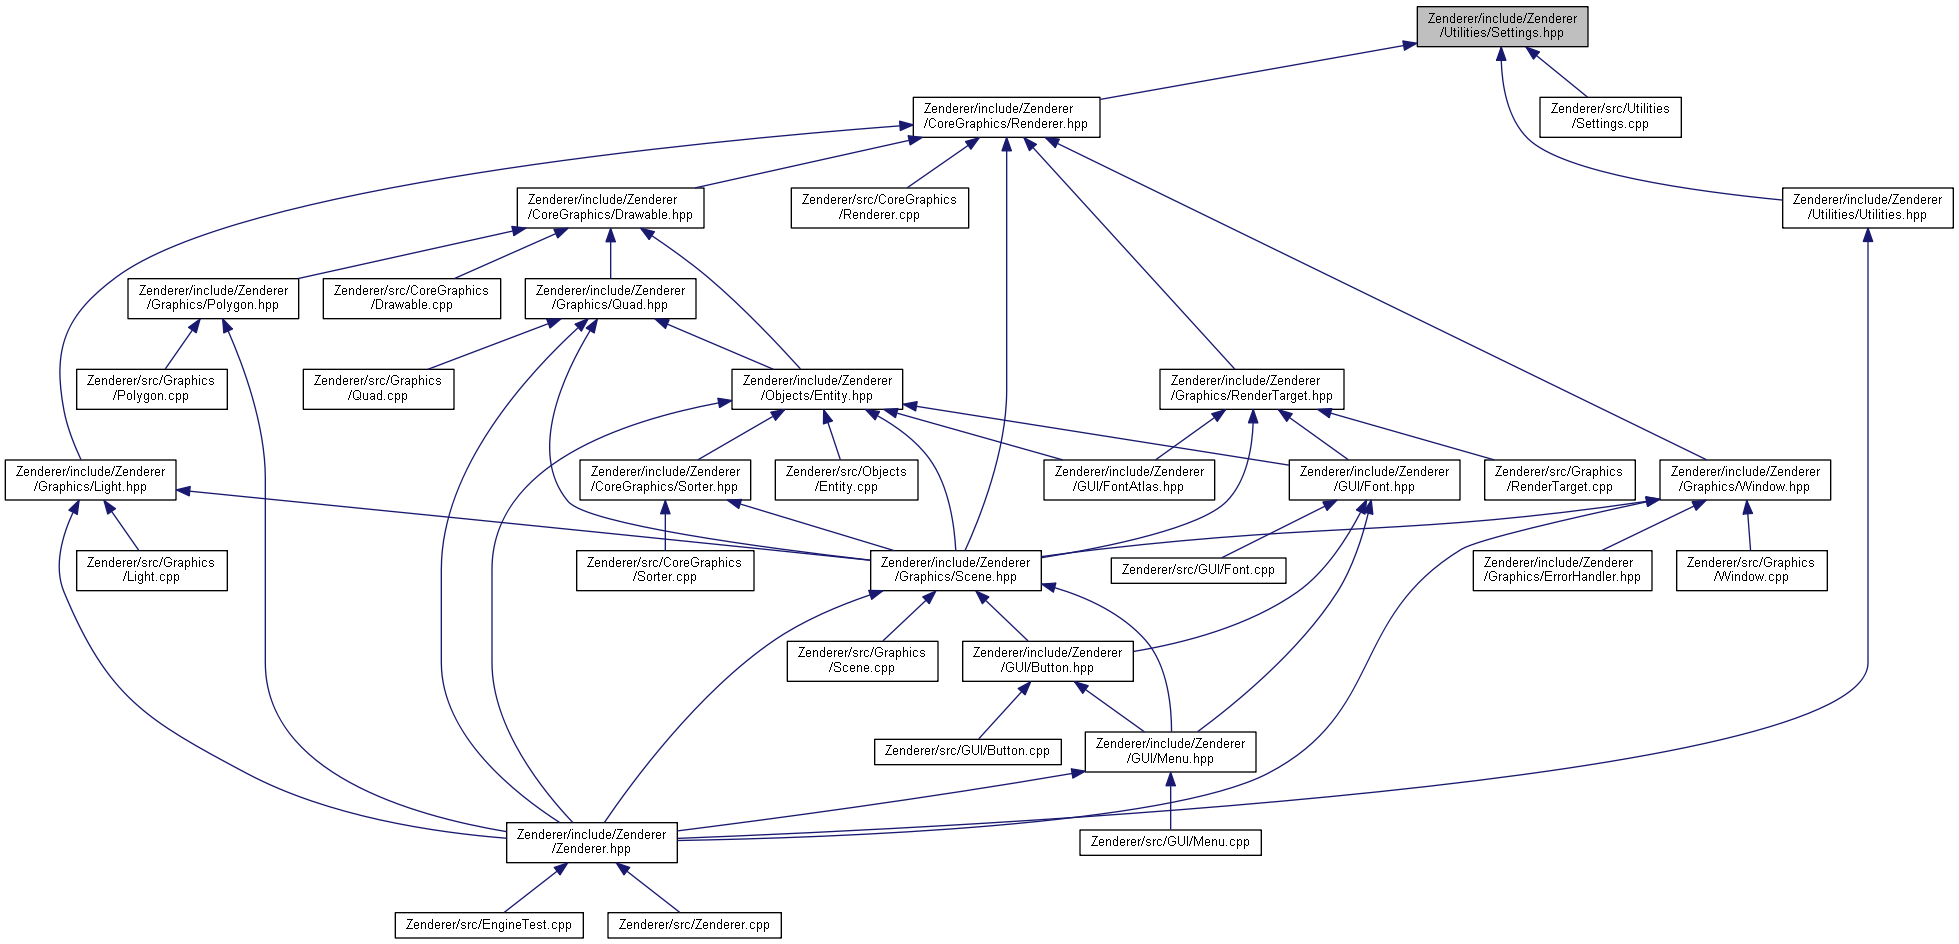 Zenderer/include/Zenderer
/Utilities/Settings.hpp
Zenderer/include/Zenderer
/CoreGraphics/Renderer.hpp
Zenderer/src/Utilities
/Settings.cpp
Zenderer/include/Zenderer
/CoreGraphics/Drawable.hpp
Zenderer/src/CoreGraphics
/Renderer.cpp
Zenderer/include/Zenderer
/Utilities/Utilities.hpp
Zenderer/include/Zenderer
/Graphics/Polygon.hpp
Zenderer/src/CoreGraphics
/Drawable.cpp
Zenderer/include/Zenderer
/Graphics/Quad.hpp
Zenderer/src/Graphics
/Polygon.cpp
Zenderer/src/Graphics
/Quad.cpp
Zenderer/include/Zenderer
/Objects/Entity.hpp
Zenderer/include/Zenderer
/Graphics/RenderTarget.hpp
Zenderer/include/Zenderer
/Graphics/Light.hpp
Zenderer/include/Zenderer
/CoreGraphics/Sorter.hpp
Zenderer/src/Objects
/Entity.cpp
Zenderer/include/Zenderer
/GUI/FontAtlas.hpp
Zenderer/include/Zenderer
/GUI/Font.hpp
Zenderer/src/Graphics
/RenderTarget.cpp
Zenderer/include/Zenderer
/Graphics/Window.hpp
Zenderer/src/Graphics
/Light.cpp
Zenderer/src/CoreGraphics
/Sorter.cpp
Zenderer/include/Zenderer
/Graphics/Scene.hpp
Zenderer/src/GUI/Font.cpp
Zenderer/include/Zenderer
/Graphics/ErrorHandler.hpp
Zenderer/src/Graphics
/Window.cpp
Zenderer/src/Graphics
/Scene.cpp
Zenderer/include/Zenderer
/GUI/Button.hpp
Zenderer/src/GUI/Button.cpp
Zenderer/include/Zenderer
/GUI/Menu.hpp
Zenderer/include/Zenderer
/Zenderer.hpp
Zenderer/src/GUI/Menu.cpp
Zenderer/src/EngineTest.cpp
Zenderer/src/Zenderer.cpp